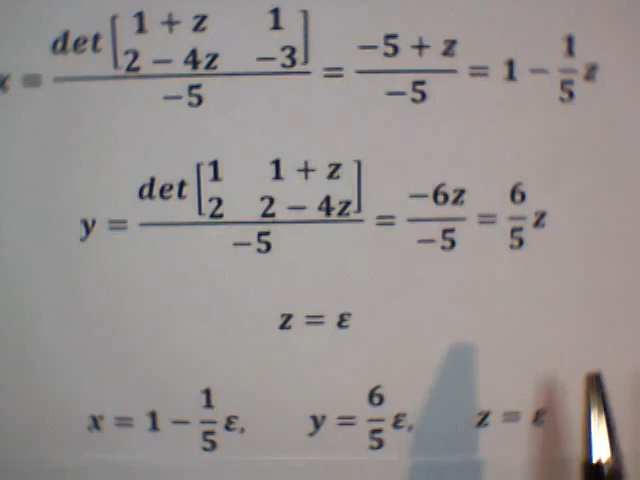 x = det[1 + z 1; 2 − 4z −3] / −5 = −5 + z / −5 = 1 − 1/5 z
y = det[1 1 + z; 2 2 − 4z] / −5 = −6z / −5 = 6/5 z
z = ε
x = 1 − 1/5 ε, y = 6/5 ε, z = ε